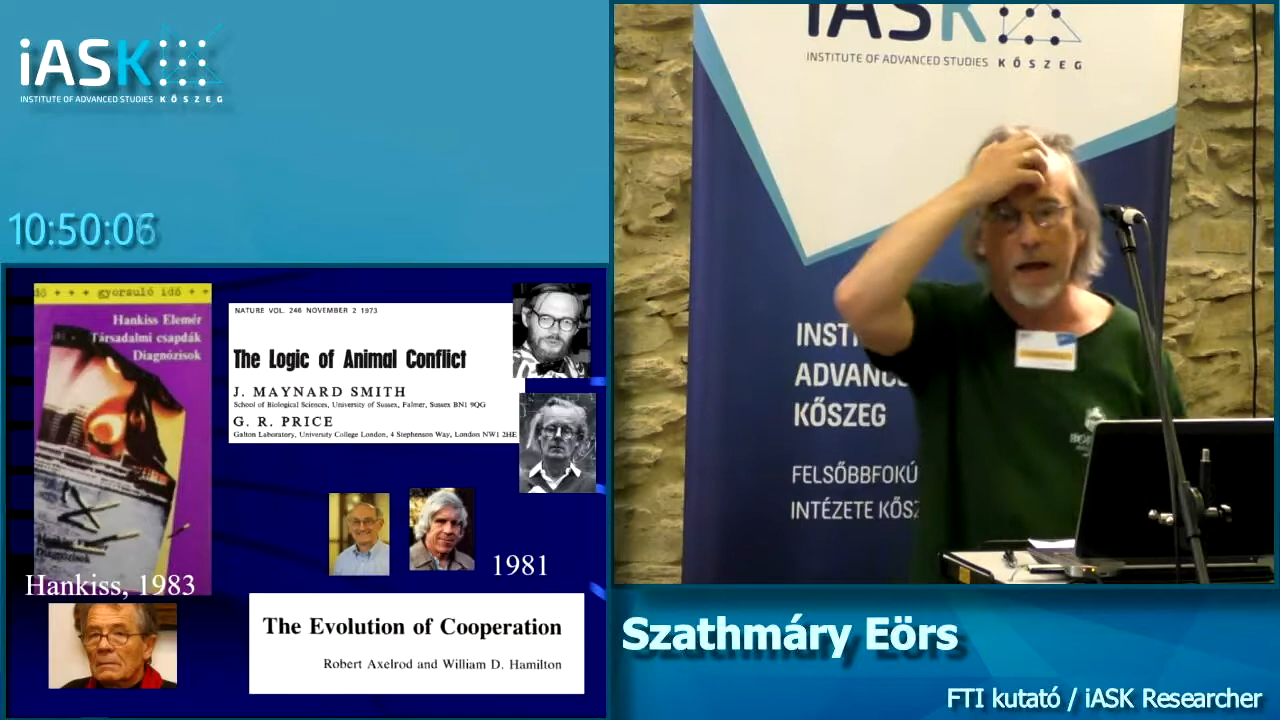 iASK
INSTITUTE OF ADVANCED STUDIES KŐSZEG
10:50:06
idő + + + gyorsuló idő + +
Hankiss Elemér
Társadalmi csapdák
Diagnózisok
Diagnózisok
Hankiss, 1983
NATURE VOL. 246 NOVEMBER 2 1973
The Logic of Animal Conflict
J. MAYNARD SMITH
School of Biological Sciences, University of Sussex, Falmer, Sussex BN1 9QG
G. R. PRICE
Galton Laboratory, University College London, 4 Stephenson Way, London NW1 2HE
1981
The Evolution of Cooperation
Robert Axelrod and William D. Hamilton
iASK
INSTITUTE OF ADVANCED STUDIES KŐSZEG
ADVANC
KŐSZEG
FELSŐBBFOKÚ
INTÉZETE KŐSZ
Szathmáry Eörs
FTI kutató / iASK Researcher